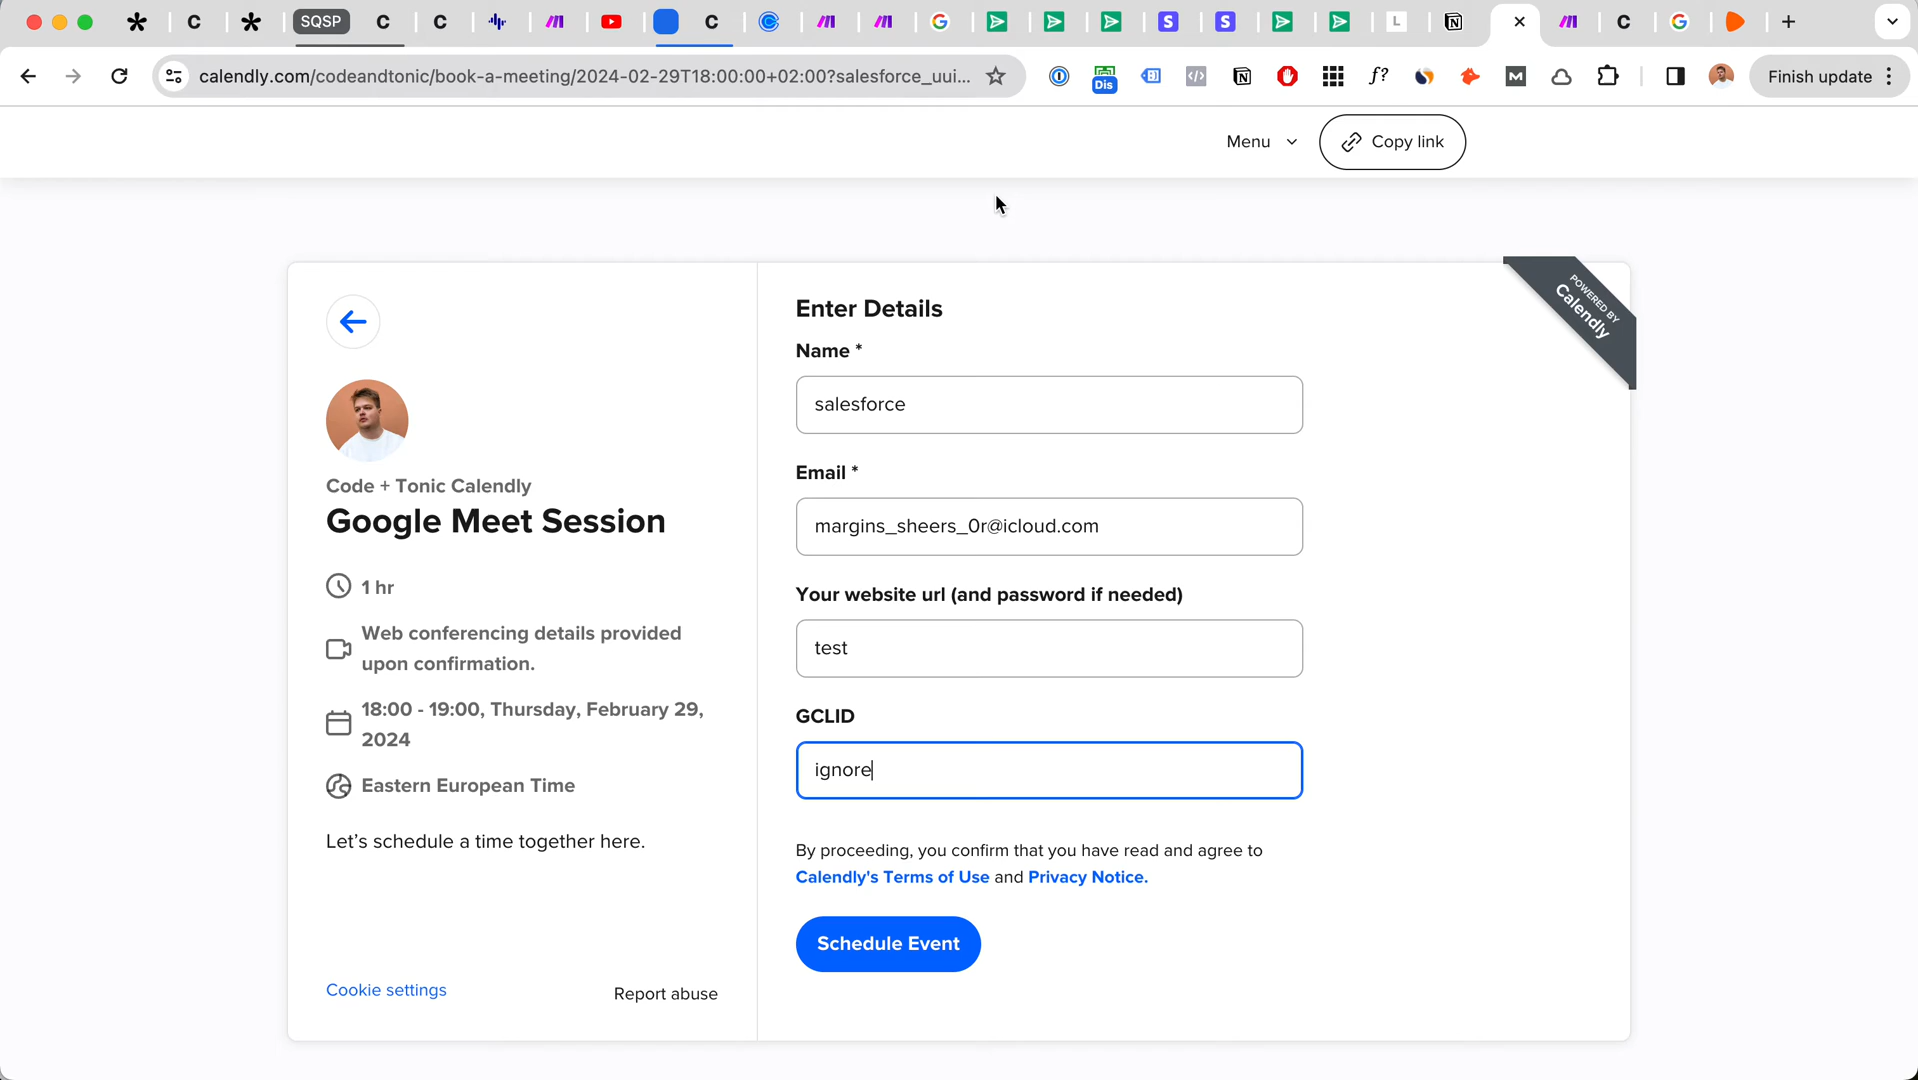 SQSP
C
C
C
C
S
S
L
C
calendly.com/codeandtonic/book-a-meeting/2024-02-29T18:00:00+02:00?salesforce_uui...
Dis
f?
M
Finish update
Menu
Copy link
POWERED BY
Calendly
Code + Tonic Calendly
Google Meet Session
1 hr
Web conferencing details provided
upon confirmation.
18:00 - 19:00, Thursday, February 29,
2024
Eastern European Time
Let’s schedule a time together here.
Cookie settings
Report abuse
Enter Details
Name *
salesforce
Email *
margins_sheers_0r@icloud.com
Your website url (and password if needed)
test
GCLID
ignore
By proceeding, you confirm that you have read and agree to
Calendly's Terms of Use and Privacy Notice.
Schedule Event